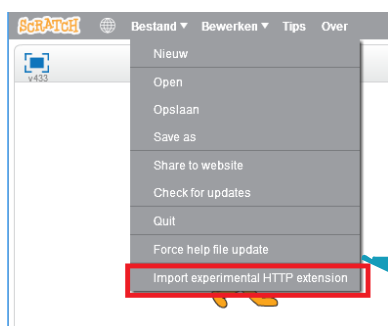 SCRATCH Bestand ▼ Bewerken ▼ Tips Over
v433
Nieuw
Open
Opslaan
Save as
Share to website
Check for updates
Quit
Force help file update
Import experimental HTTP extension